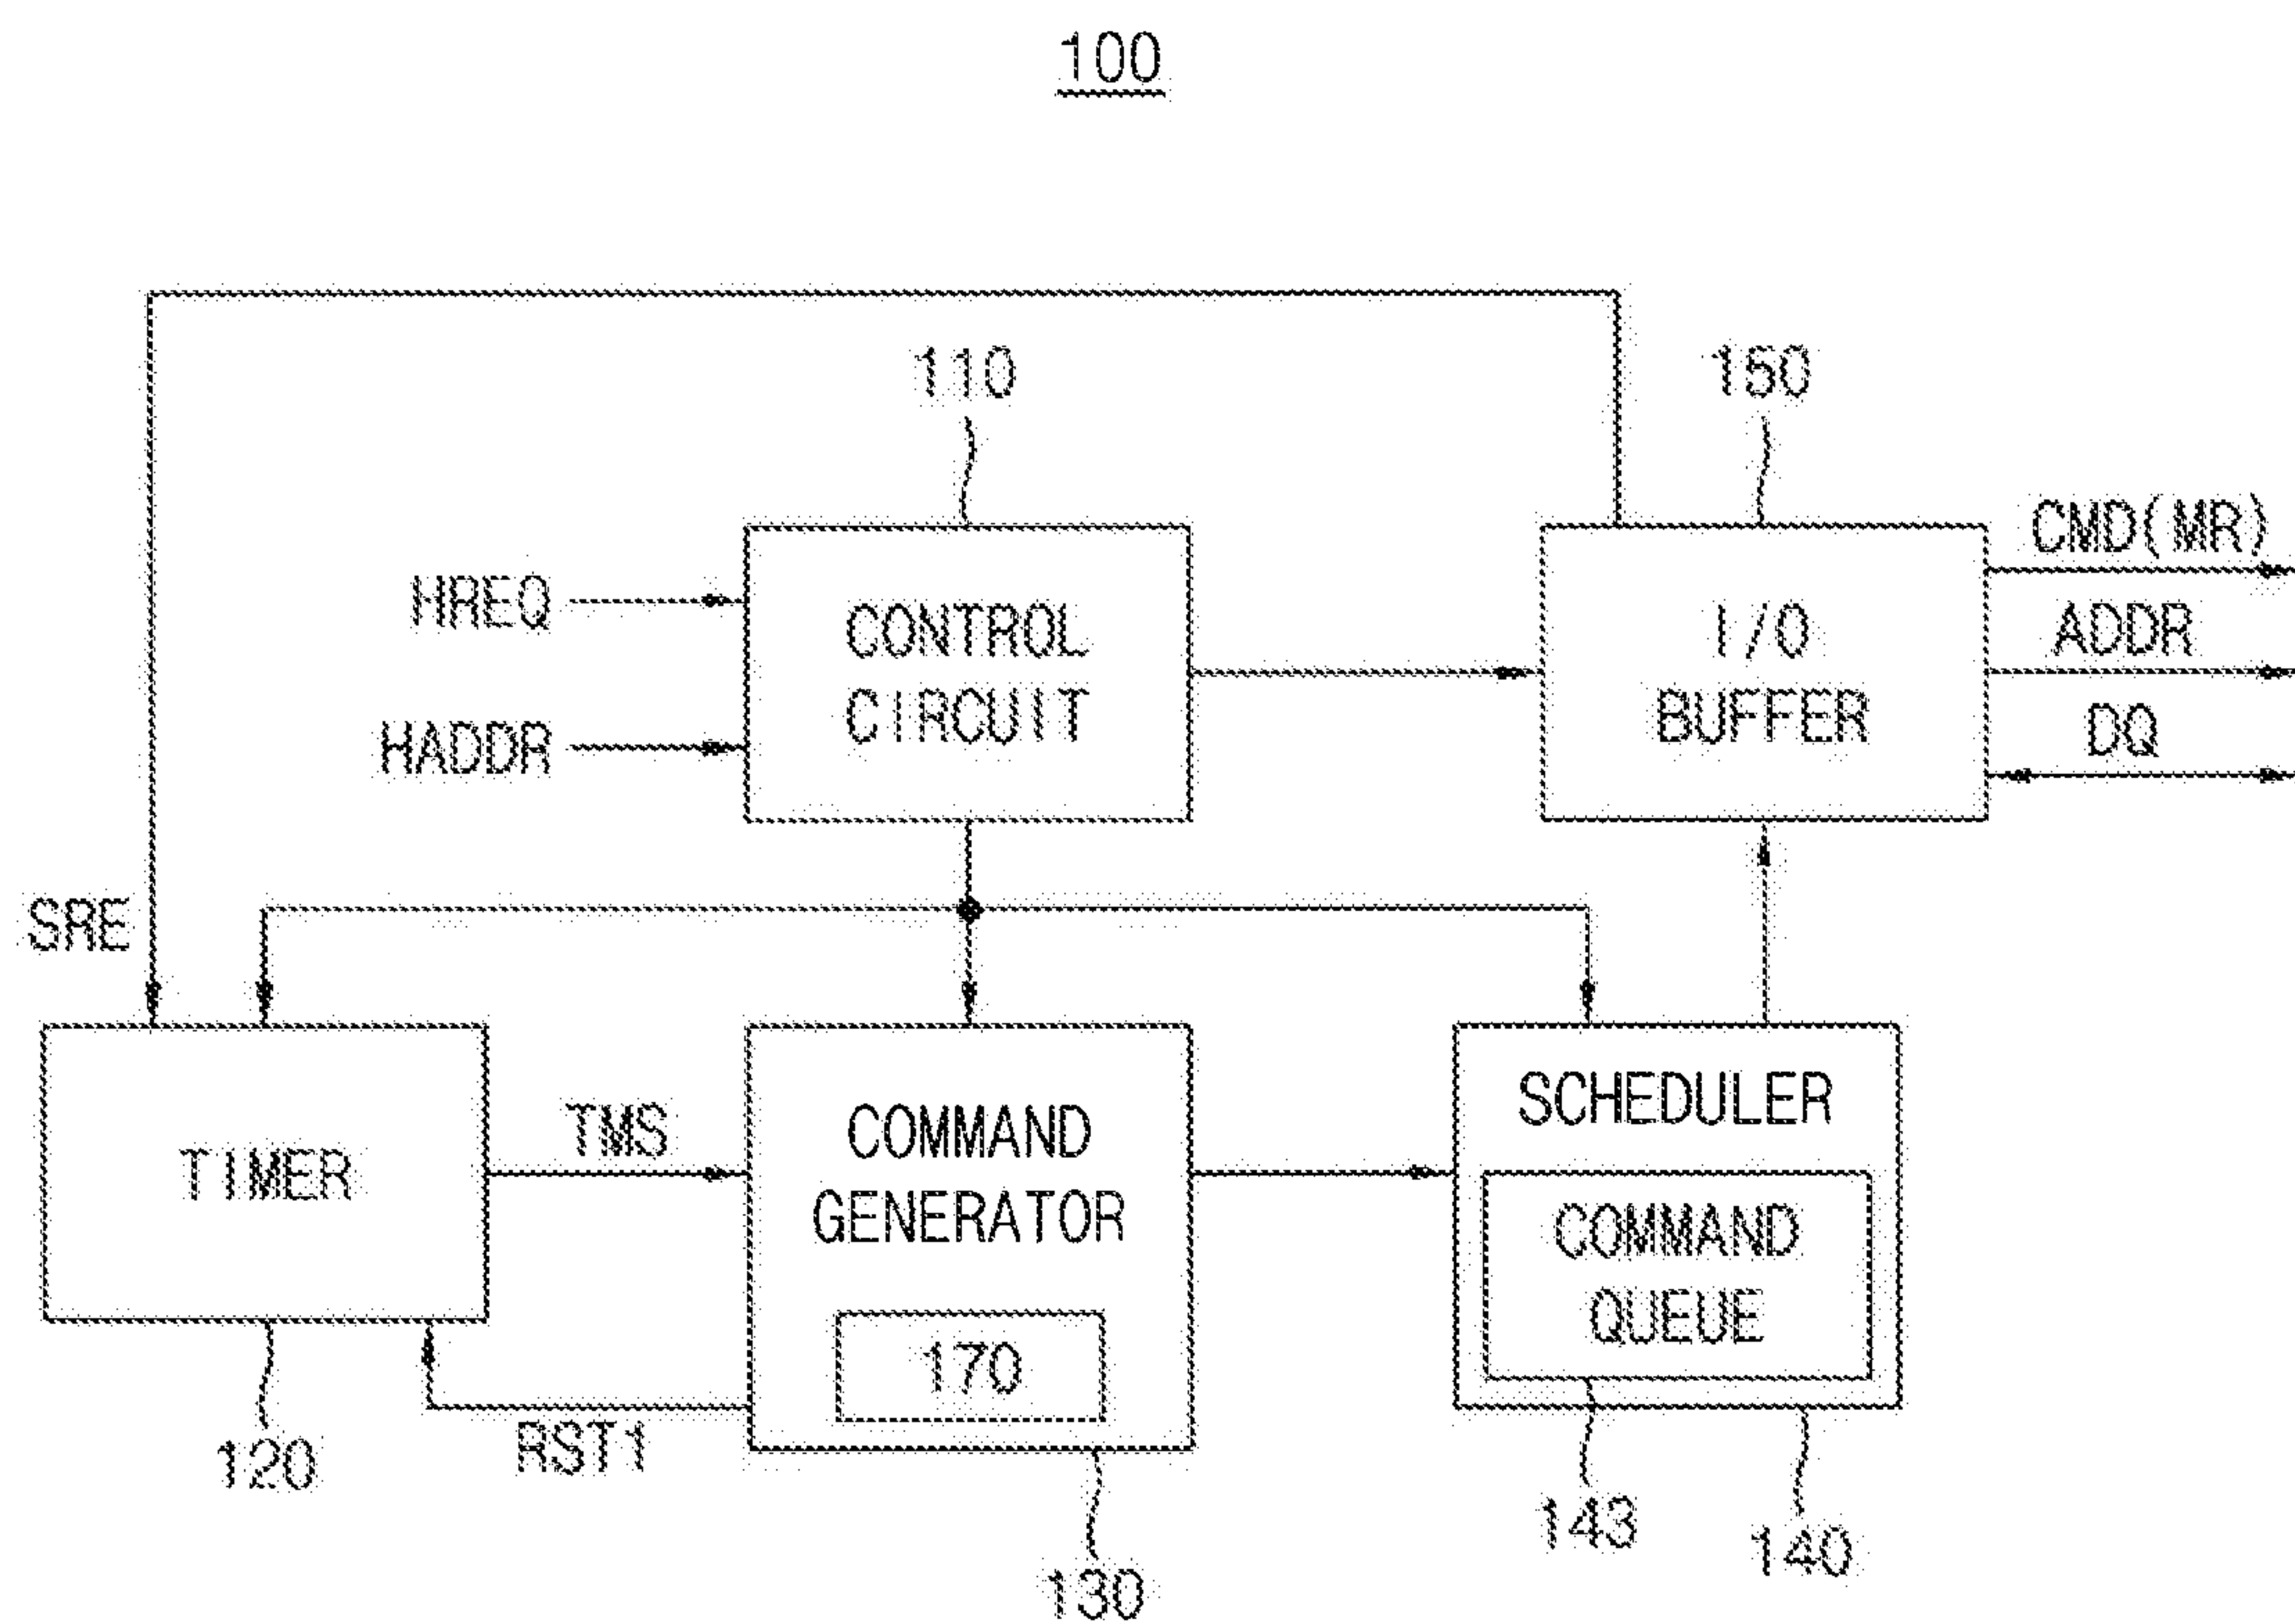 100
110
150
HREQ
HADDR
CONTROL
CIRCUIT
I/O
BUFFER
CMD(MR)
ADDR
DQ
SRE
TIMER
TMS
COMMAND
GENERATOR
170
SCHEDULER
COMMAND
QUEUE
RST1
120
130
143
140